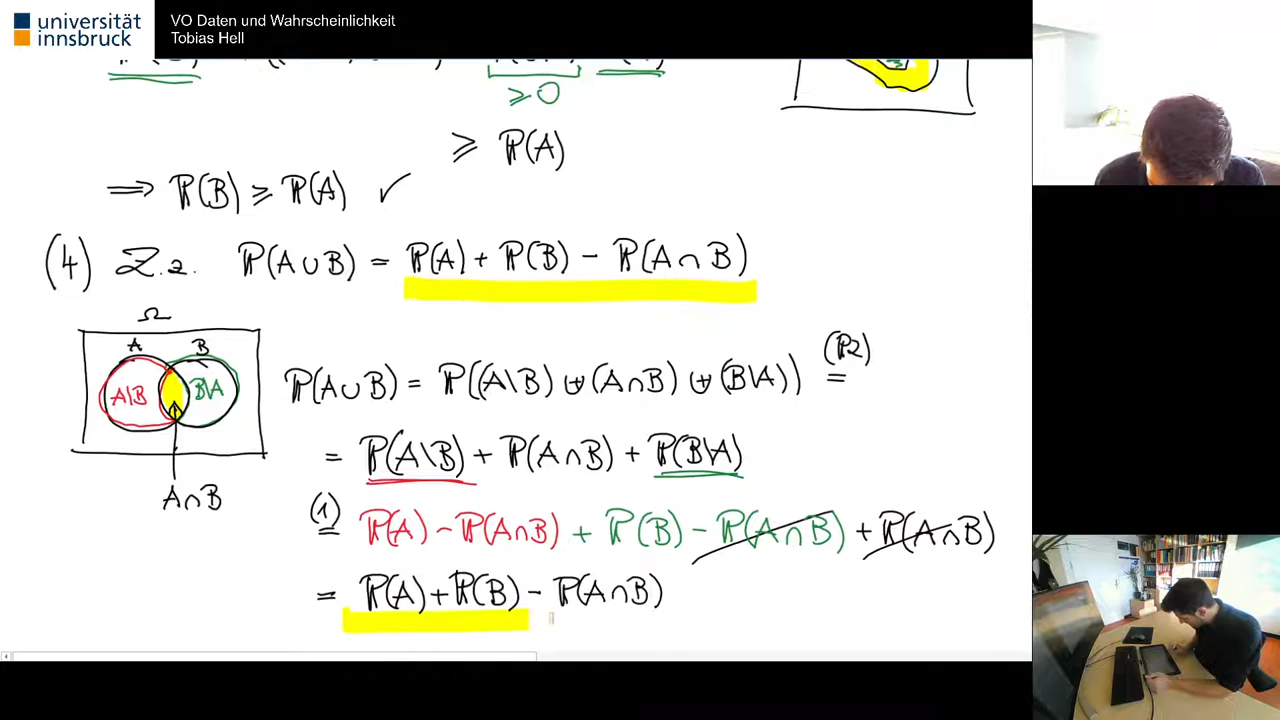 universität
innsbruck
VO Daten und Wahrscheinlichkeit
Tobias Hell
≥ 0
≥ ℙ(A)
⟹ ℙ(B) ≥ ℙ(A) ✓
(4) Z.z. ℙ(A∪B) = ℙ(A) + ℙ(B) − ℙ(A∩B)
Ω
A B
A\B B\A
A∩B
ℙ(A∪B) = ℙ((A\B) ⊎ (A∩B) ⊎ (B\A)) (ℙ2) =
= ℙ(A\B) + ℙ(A∩B) + ℙ(B\A)
(1) = ℙ(A) − ℙ(A∩B) + ℙ(B) − ℙ(A∩B) + ℙ(A∩B)
= ℙ(A) + ℙ(B) − ℙ(A∩B)